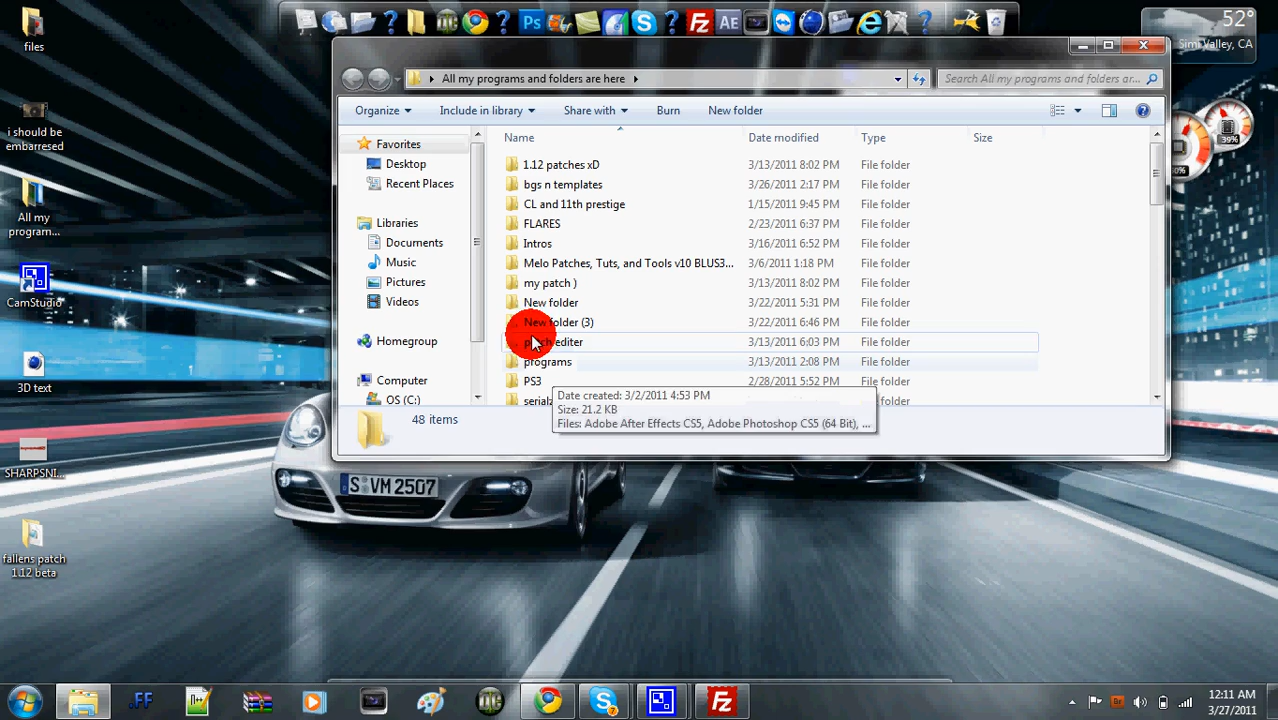 52°
Simi Valley, CA
39%
files
i should be
embarresed
All my
program...
CamStudio
3D text
SHARPSNI...
fallens patch
1.12 beta
All my programs and folders are here
Search All my programs and folders ar...
Organize
Include in library
Share with
Burn
New folder
Favorites
Desktop
Recent Places
Libraries
Documents
Music
Pictures
Videos
Homegroup
Computer
OS (C:)
Name Date modified Type Size
1.12 patches xD 3/13/2011 8:02 PM File folder
bgs n templates 3/26/2011 2:17 PM File folder
CL and 11th prestige 1/15/2011 9:45 PM File folder
FLARES 2/23/2011 6:37 PM File folder
Intros 3/16/2011 6:52 PM File folder
Melo Patches, Tuts, and Tools v10 BLUS3... 3/6/2011 1:18 PM File folder
my patch ) 3/13/2011 8:02 PM File folder
New folder 3/22/2011 5:31 PM File folder
New folder (3) 3/22/2011 6:46 PM File folder
patch editer 3/13/2011 6:03 PM File folder
programs 3/13/2011 2:08 PM File folder
PS3 2/28/2011 5:52 PM File folder
Date created: 3/2/2011 4:53 PM
Size: 21.2 KB
Files: Adobe After Effects CS5, Adobe Photoshop CS5 (64 Bit), ...
48 items
S VM 2507
Ps
Fz
AE
.FF
Fz
12:11 AM
3/27/2011